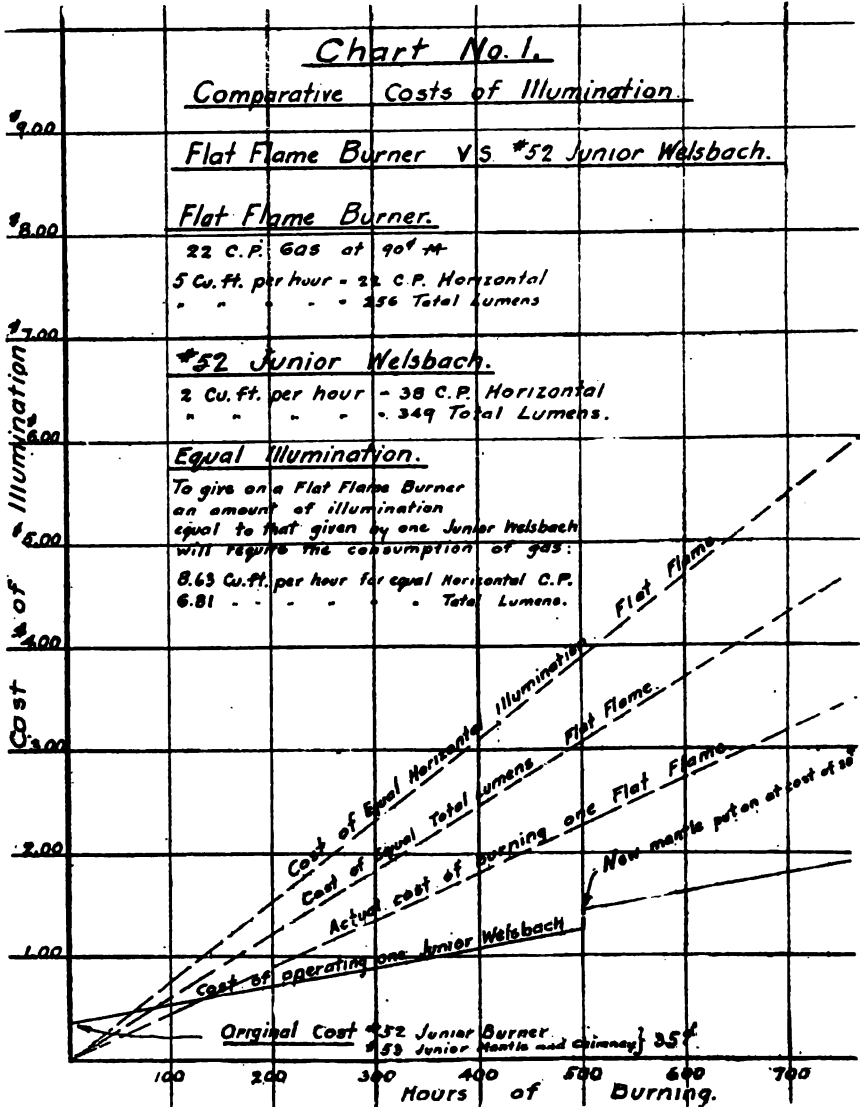 Chart No. 1.
Comparative Costs of Illumination
Flat Flame Burner VS #52 Junior Welsbach.
Flat Flame Burner.
22 C.P. Gas at 90¢ M
5 Cu.ft. per hour - 22 C.P. Horizontal
" " " " " 256 Total Lumens
#52 Junior Welsbach.
2 Cu.ft. per hour - 38 C.P. Horizontal
" " " " " 349 Total Lumens.
Equal Illumination.
To give on a Flat Flame Burner
an amount of illumination
equal to that given by one Junior Welsbach
will require the consumption of gas:
8.63 Cu.ft. per hour for equal Horizontal C.P.
6.81 " " " " " Total Lumens.
$9.00
$8.00
$7.00
$6.00
$5.00
$4.00
$3.00
2.00
1.00
Cost of Illumination
Cost of Equal Horizontal Illumination Flat Flame
Cost of Equal Total Lumens Flat Flame.
Actual cost of burning one Flat Flame
New mantle put on at cost of 20¢
Cost of operating one Junior Welsbach
Original Cost #52 Junior Burner
#53 Junior Mantle and chimney} 35¢
100 200 300 400 500 600 700
Hours of Burning.